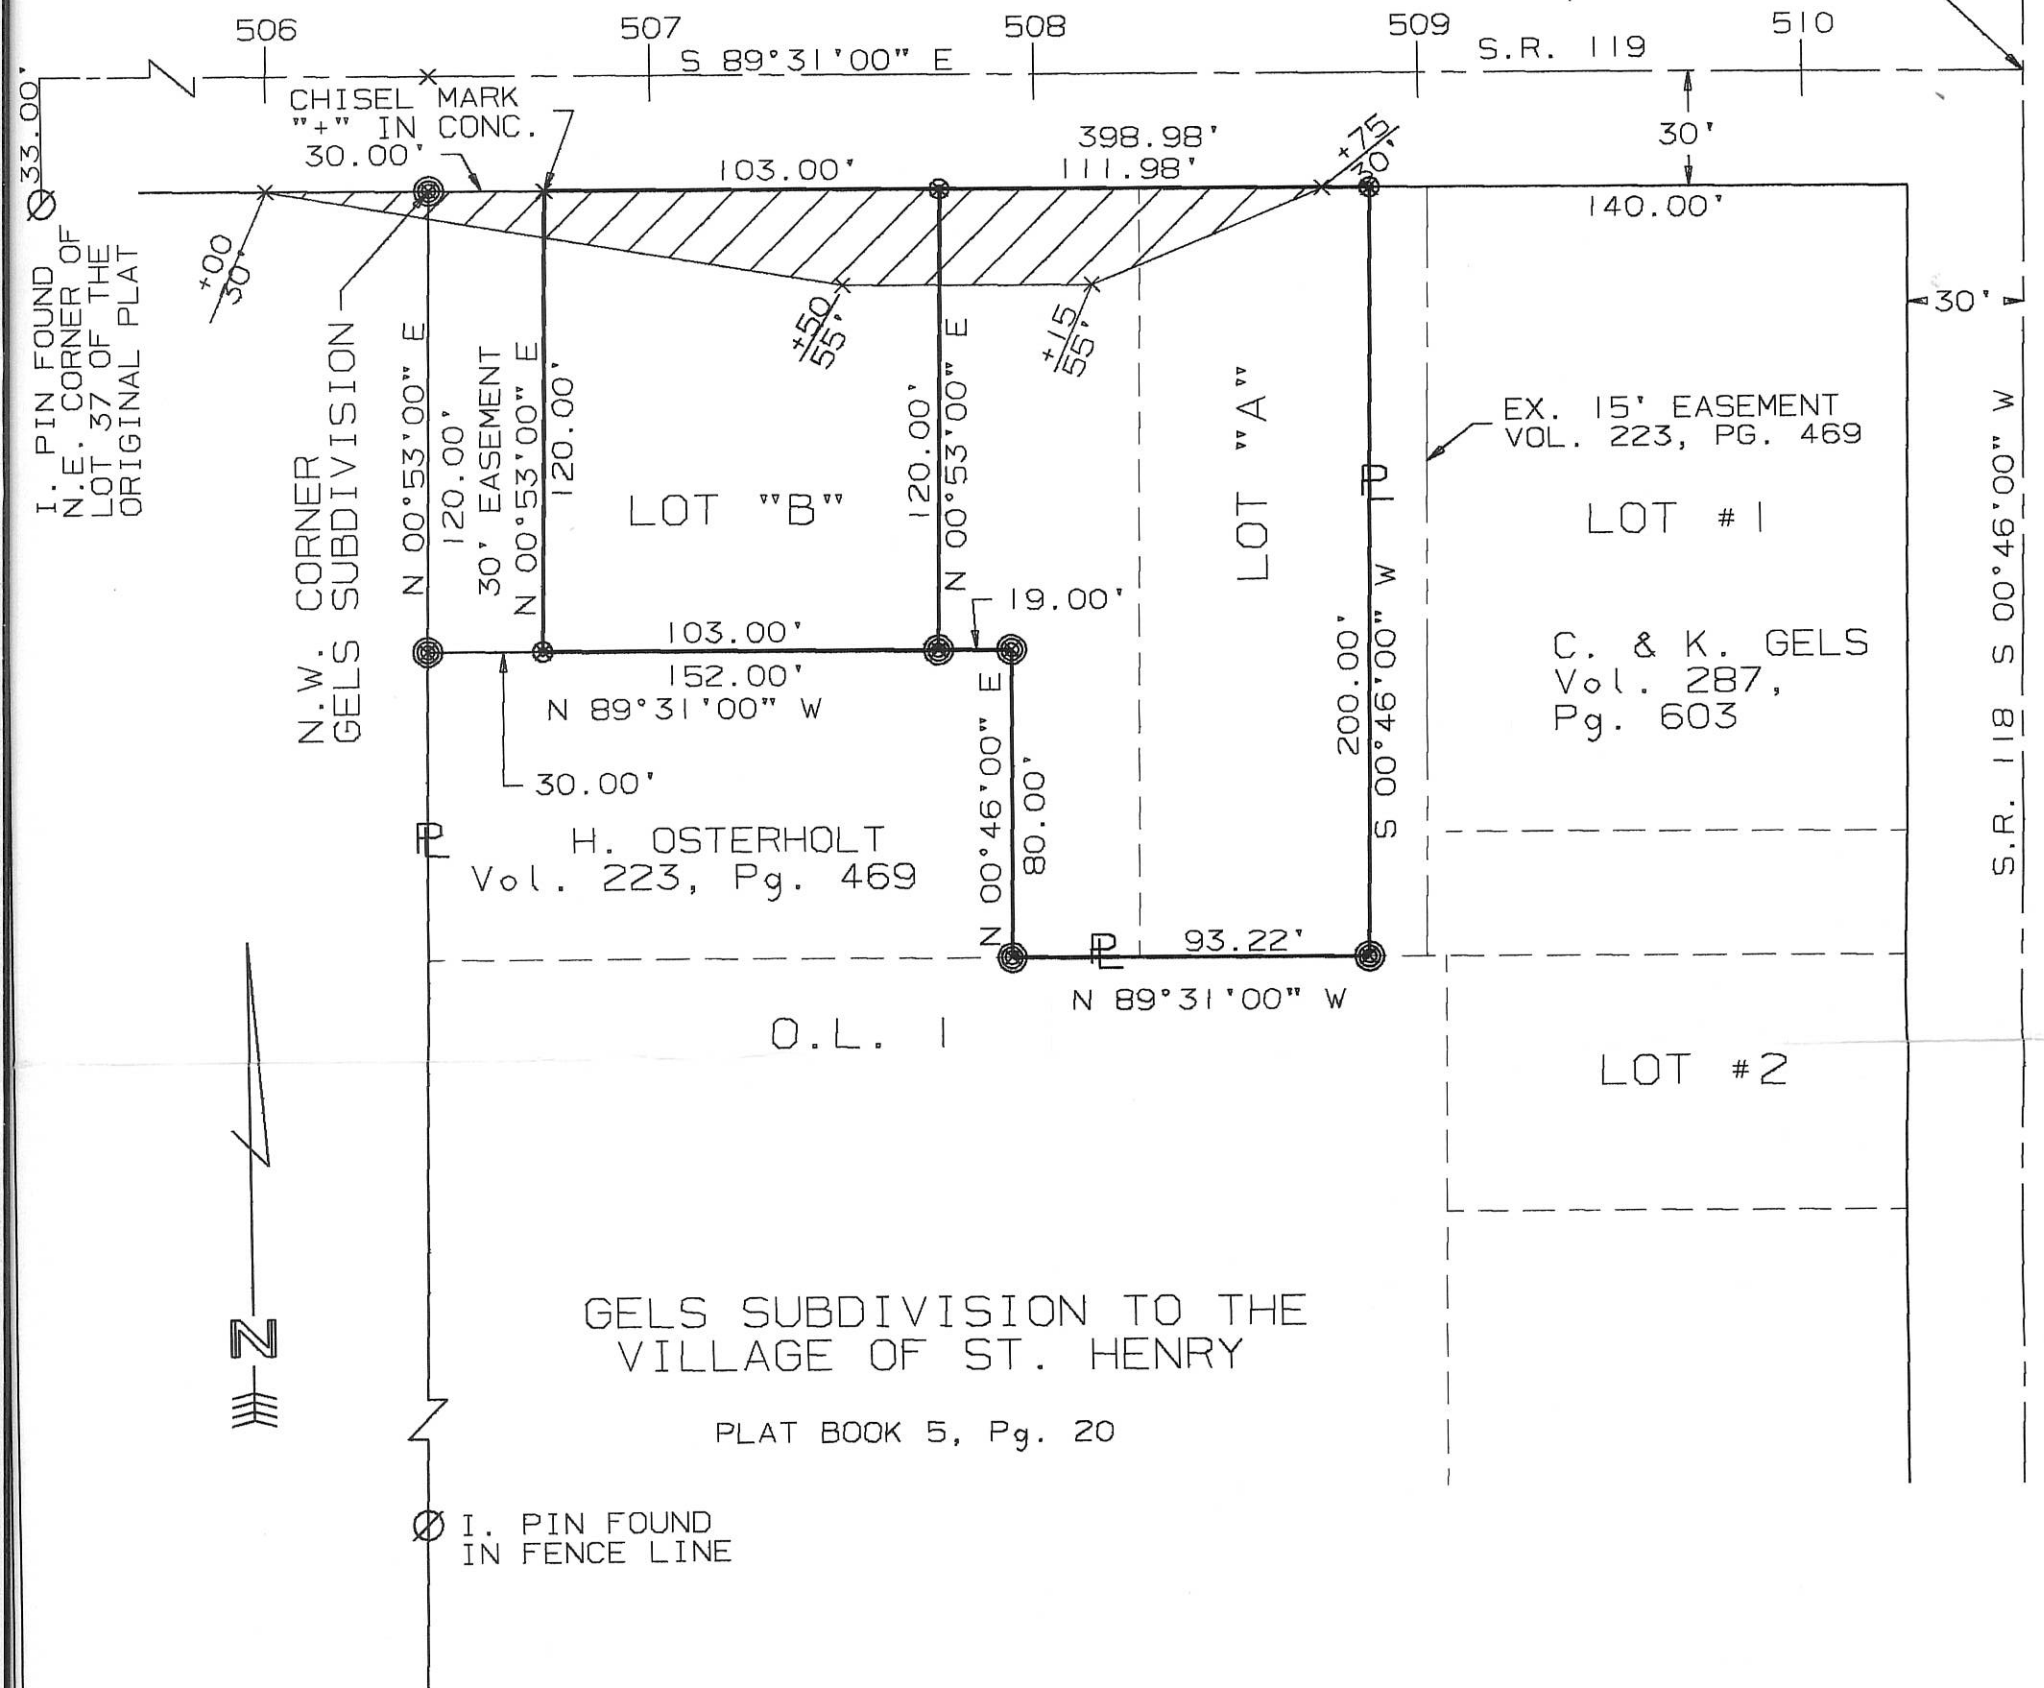 506
507
508
509
510
S 89°31'00" E
S.R. 119
CHISEL MARK
"+" IN CONC.
30.00'
33.00'
398.98'
103.00'
111.98'
+75
30'
30'
140.00'
+00
30'
+50
55'
+15
55'
30'
I. PIN FOUND
N.E. CORNER OF
LOT 37 OF THE
ORIGINAL PLAT
N.W. CORNER
GELS SUBDIVISION
N 00°53'00" E
120.00'
30' EASEMENT
N 00°53'00" E
120.00'
LOT "B"
120.00'
N 00°53'00" E
LOT "A"
PL
EX. 15' EASEMENT
VOL. 223, PG. 469
LOT #1
S.R. 118 S 00°46'00" W
19.00'
103.00'
152.00'
N 89°31'00" W
30.00'
N 00°46'00" E
80.00'
200.00'
S 00°46'00" W
C. & K. GELS
Vol. 287,
Pg. 603
PL
H. OSTERHOLT
Vol. 223, Pg. 469
PL
93.22'
N 89°31'00" W
O.L. 1
LOT #2
N
GELS SUBDIVISION TO THE
VILLAGE OF ST. HENRY
PLAT BOOK 5, Pg. 20
I. PIN FOUND
IN FENCE LINE